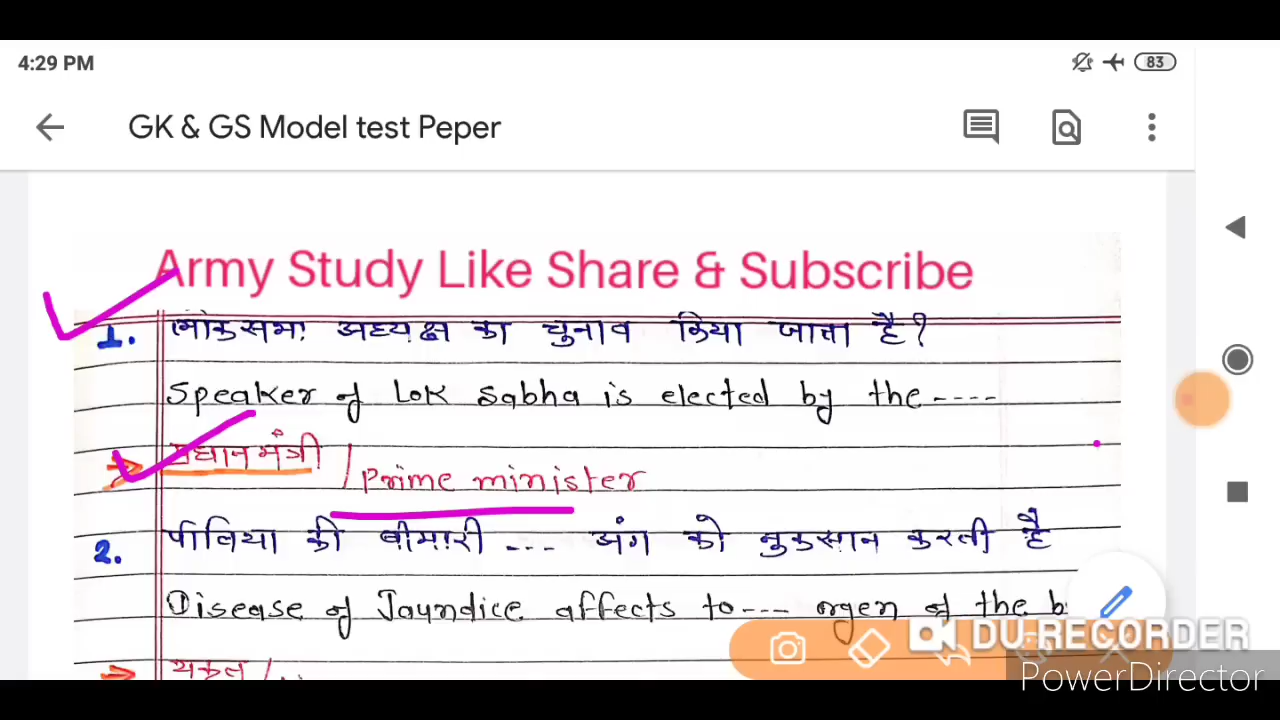 4:29 PM
83
GK & GS Model test Peper
Army Study Like Share & Subscribe
1. लोकसभा अध्यक्ष का चुनाव किया जाता है?
Speaker of Lok Sabha is elected by the ----
प्रधानमंत्री / Prime minister
2. पीलिया की बीमारी --- अंग को नुकसान करती है
Disease of Jaundice affects to--- orgen of the b
DU RECORDER
यकृत /
PowerDirector